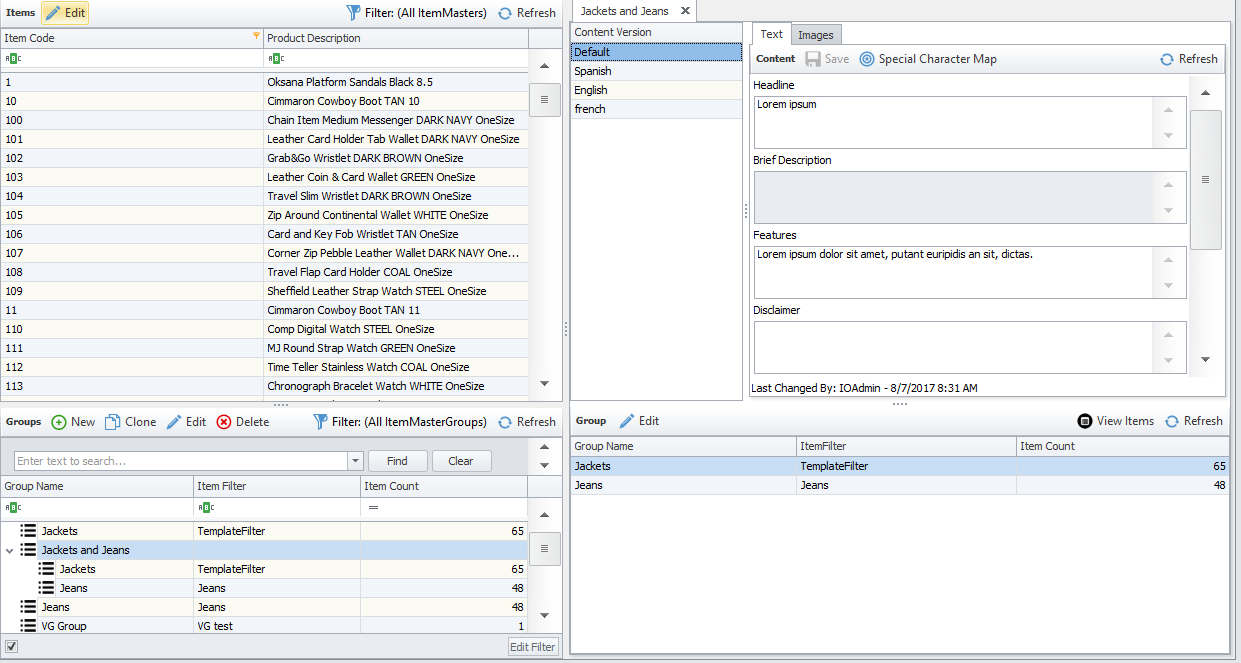 Items Edit Filter: (All ItemMasters) Refresh
Item Code Product Description
ABC ABC
1 Oksana Platform Sandals Black 8.5
10 Cimmaron Cowboy Boot TAN 10
100 Chain Item Medium Messenger DARK NAVY OneSize
101 Leather Card Holder Tab Wallet DARK NAVY OneSize
102 Grab&Go Wristlet DARK BROWN OneSize
103 Leather Coin & Card Wallet GREEN OneSize
104 Travel Slim Wristlet DARK BROWN OneSize
105 Zip Around Continental Wallet WHITE OneSize
106 Card and Key Fob Wristlet TAN OneSize
107 Corner Zip Pebble Leather Wallet DARK NAVY One...
108 Travel Flap Card Holder COAL OneSize
109 Sheffield Leather Strap Watch STEEL OneSize
11 Cimmaron Cowboy Boot TAN 11
110 Comp Digital Watch STEEL OneSize
111 MJ Round Strap Watch GREEN OneSize
112 Time Teller Stainless Watch COAL OneSize
113 Chronograph Bracelet Watch WHITE OneSize
Groups New Clone Edit Delete Filter: (All ItemMasterGroups) Refresh
Enter text to search... Find Clear
Group Name Item Filter Item Count
ABC ABC =
Jackets TemplateFilter 65
Jackets and Jeans
Jackets TemplateFilter 65
Jeans Jeans 48
Jeans Jeans 48
VG Group VG test 1
Edit Filter
Jackets and Jeans
Content Version
Default
Spanish
English
french
Text Images
Content Save Special Character Map Refresh
Headline
Lorem ipsum
Brief Description
Features
Lorem ipsum dolor sit amet, putant euripidis an sit, dictas.
Disclaimer
Last Changed By: IOAdmin - 8/7/2017 8:31 AM
Group Edit View Items Refresh
Group Name ItemFilter Item Count
Jackets TemplateFilter 65
Jeans Jeans 48